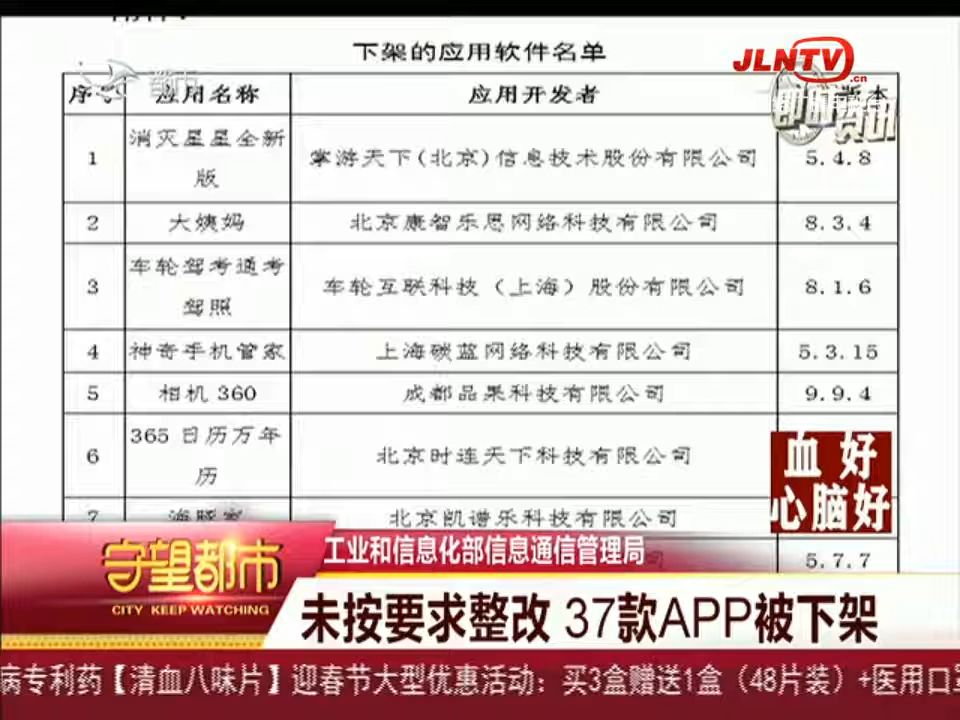 下架的应用软件名单
JLNTV.cn
都市
序号 应用名称 应用开发者 版本
即时资讯
1 消灭星星全新版 掌游天下(北京)信息技术股份有限公司 5.4.8
2 大姨妈 北京康智乐思网络科技有限公司 8.3.4
3 车轮驾考通考驾照 车轮互联科技（上海）股份有限公司 8.1.6
4 神奇手机管家 上海碳蓝网络科技有限公司 5.3.15
5 相机360 成都品果科技有限公司 9.9.4
6 365日历万年历 北京时连天下科技有限公司
血好
心脑好
7 北京凯谱乐科技有限公司
5.7.7
守望都市
CITY KEEP WATCHING
工业和信息化部信息通信管理局
未按要求整改 37款APP被下架
病专利药【清血八味片】迎春节大型优惠活动：买3盒赠送1盒（48片装）+医用口罩